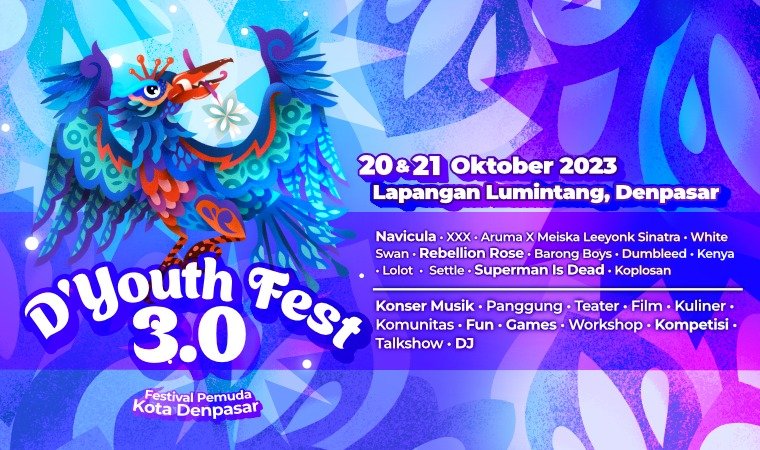 20 & 21 Oktober 2023
Lapangan Lumintang, Denpasar
Navicula • XXX • Aruma X Meiska Leeyonk Sinatra • White
Swan • Rebellion Rose • Barong Boys • Dumbleed • Kenya
• Lolot • Settle • Superman Is Dead • Koplosan
Konser Musik • Panggung • Teater • Film • Kuliner •
Komunitas • Fun • Games • Workshop • Kompetisi •
Talkshow • DJ
D'Youth Fest
3.0
Festival Pemuda
Kota Denpasar